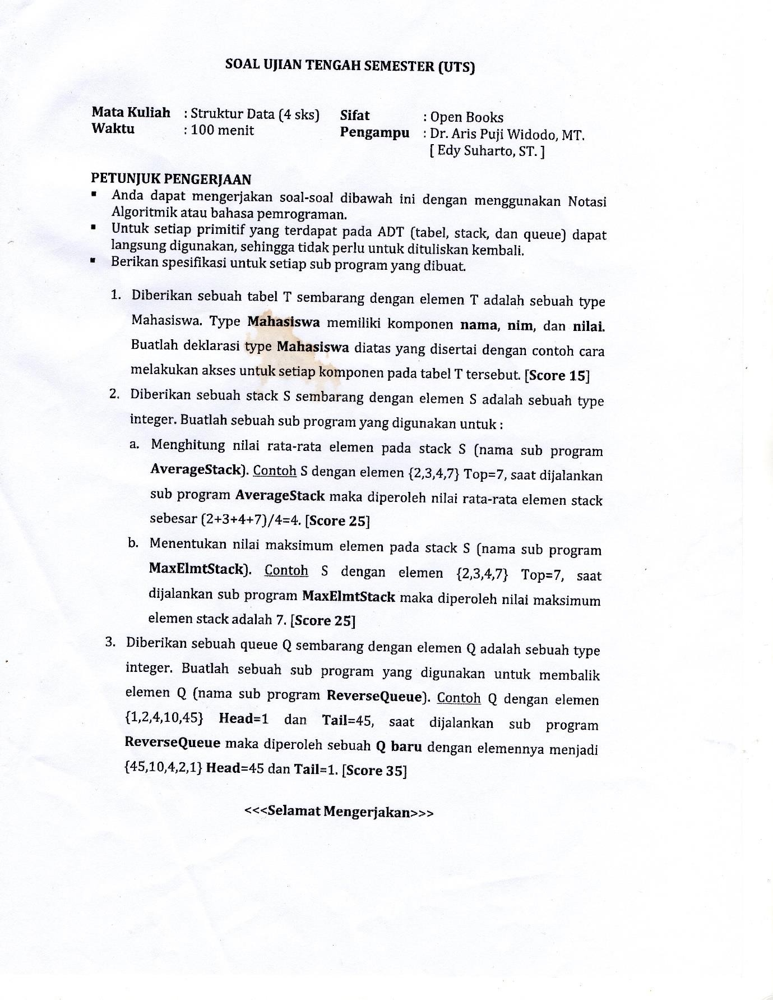 SOAL UJIAN TENGAH SEMESTER (UTS)
Mata Kuliah : Struktur Data (4 sks) Sifat : Open Books
Waktu : 100 menit Pengampu : Dr. Aris Puji Widodo, MT.
[ Edy Suharto, ST. ]
PETUNJUK PENGERJAAN
▪ Anda dapat mengerjakan soal-soal dibawah ini dengan menggunakan Notasi
Algoritmik atau bahasa pemrograman.
▪ Untuk setiap primitif yang terdapat pada ADT (tabel, stack, dan queue) dapat
langsung digunakan, sehingga tidak perlu untuk dituliskan kembali.
▪ Berikan spesifikasi untuk setiap sub program yang dibuat.
1. Diberikan sebuah tabel T sembarang dengan elemen T adalah sebuah type
Mahasiswa. Type Mahasiswa memiliki komponen nama, nim, dan nilai.
Buatlah deklarasi type Mahasiswa diatas yang disertai dengan contoh cara
melakukan akses untuk setiap komponen pada tabel T tersebut. [Score 15]
2. Diberikan sebuah stack S sembarang dengan elemen S adalah sebuah type
integer. Buatlah sebuah sub program yang digunakan untuk :
a. Menghitung nilai rata-rata elemen pada stack S (nama sub program
AverageStack). Contoh S dengan elemen {2,3,4,7} Top=7, saat dijalankan
sub program AverageStack maka diperoleh nilai rata-rata elemen stack
sebesar (2+3+4+7)/4=4. [Score 25]
b. Menentukan nilai maksimum elemen pada stack S (nama sub program
MaxElmtStack). Contoh S dengan elemen {2,3,4,7} Top=7, saat
dijalankan sub program MaxElmtStack maka diperoleh nilai maksimum
elemen stack adalah 7. [Score 25]
3. Diberikan sebuah queue Q sembarang dengan elemen Q adalah sebuah type
integer. Buatlah sebuah sub program yang digunakan untuk membalik
elemen Q (nama sub program ReverseQueue). Contoh Q dengan elemen
{1,2,4,10,45} Head=1 dan Tail=45, saat dijalankan sub program
ReverseQueue maka diperoleh sebuah Q baru dengan elemennya menjadi
{45,10,4,2,1} Head=45 dan Tail=1. [Score 35]
<<<Selamat Mengerjakan>>>